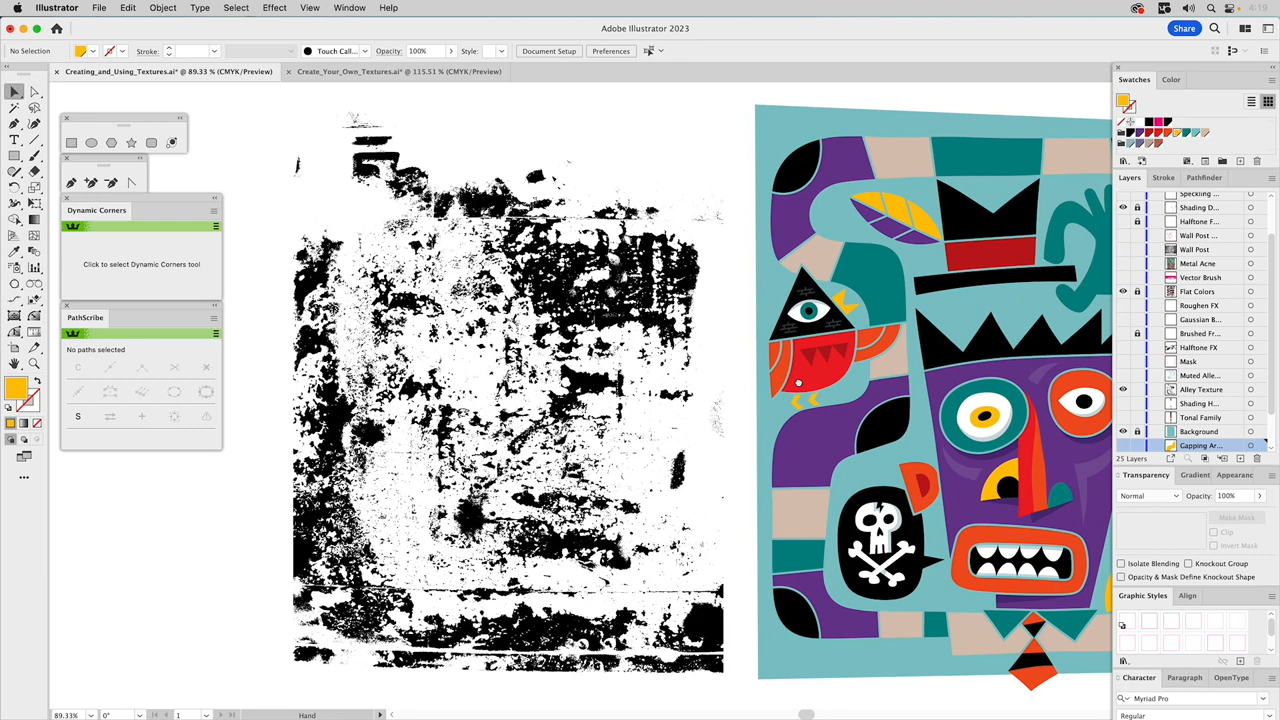 Illustrator File Edit Object Type Select Effect View Window Help 4:19
Adobe Illustrator 2023
Share
No Selection Stroke: Touch Call... Opacity: 100% Style: Document Setup Preferences
Creating_and_Using_Textures.ai* @ 89.33 % (CMYK/Preview) Create_Your_Own_Textures.ai* @ 115.51 % (CMYK/Preview)
Swatches Color
Layers Stroke Pathfinder
Speckling ...
Shading D...
Halftone F...
Wall Post ...
Wall Post
Metal Acne
Vector Brush
Flat Colors
Roughen FX
Gaussian B...
Brushed Fr...
Halftone FX
Mask
Muted Alle...
Alley Texture
Shading H...
Tonal Family
Background
Gapping Ar...
25 Layers
Transparency Gradient Appearanc
Normal Opacity: 100%
Make Mask
Clip
Invert Mask
Isolate Blending Knockout Group
Opacity & Mask Define Knockout Shape
Graphic Styles Align
Character Paragraph OpenType
Myriad Pro
Regular
Dynamic Corners
Click to select Dynamic Corners tool
PathScribe
No paths selected
C
S
89.33% 0° 1 Hand